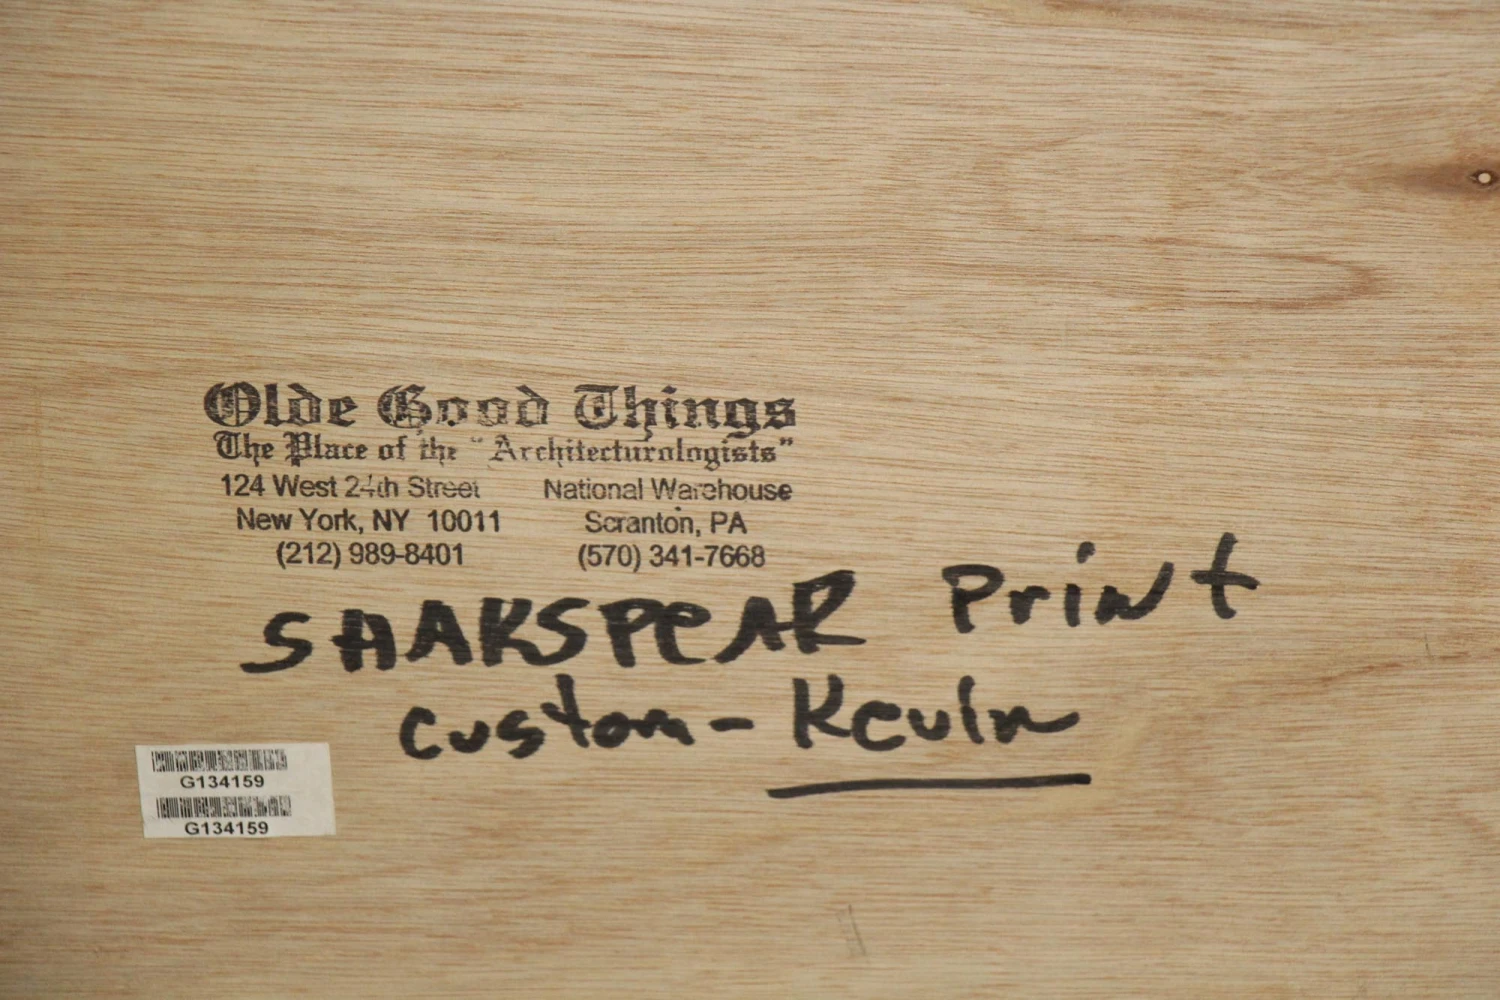 Olde Good Things
The Place of the "Architecturologists"
124 West 24th Street National Warehouse
New York, NY 10011 Scranton, PA
(212) 989-8401 (570) 341-7668
SHAKSPEAR Print
Custom - Kevin
G134159
G134159